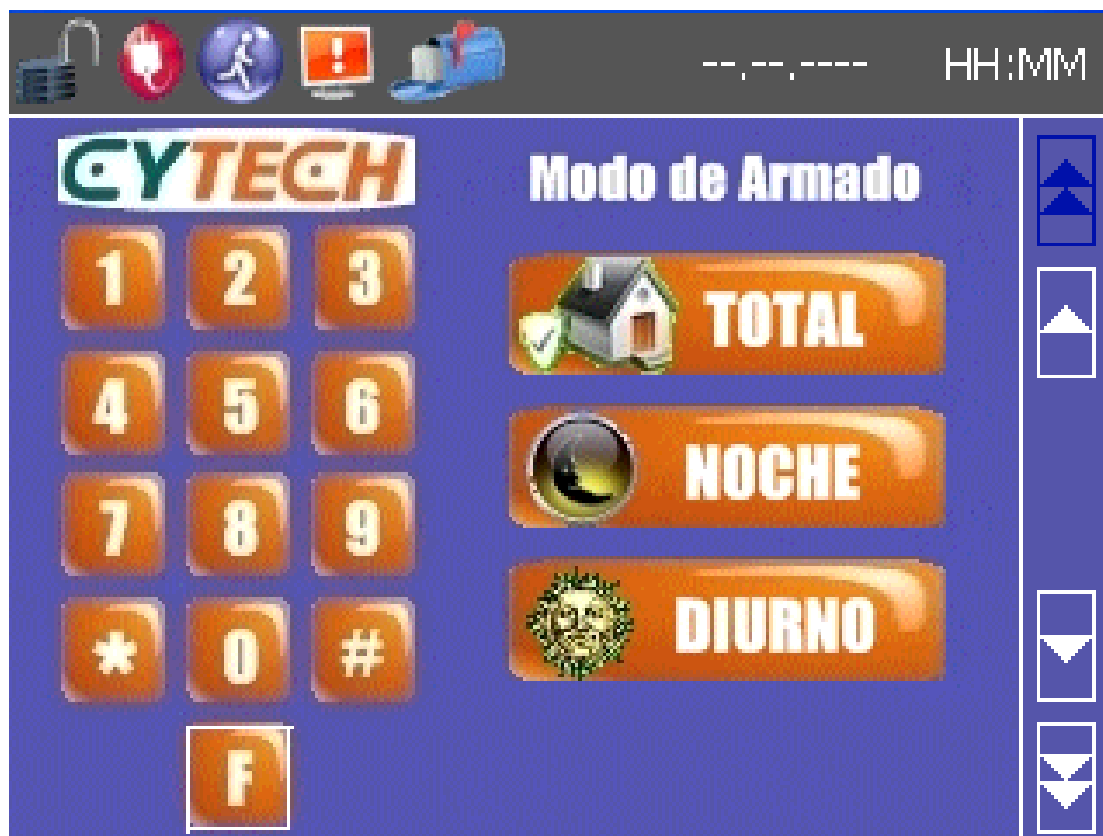 --.--.---- HH:MM
CYTECH
Modo de Armado
1 2 3
TOTAL
4 5 6
NOCHE
7 8 9
DIURNO
* 0 #
F